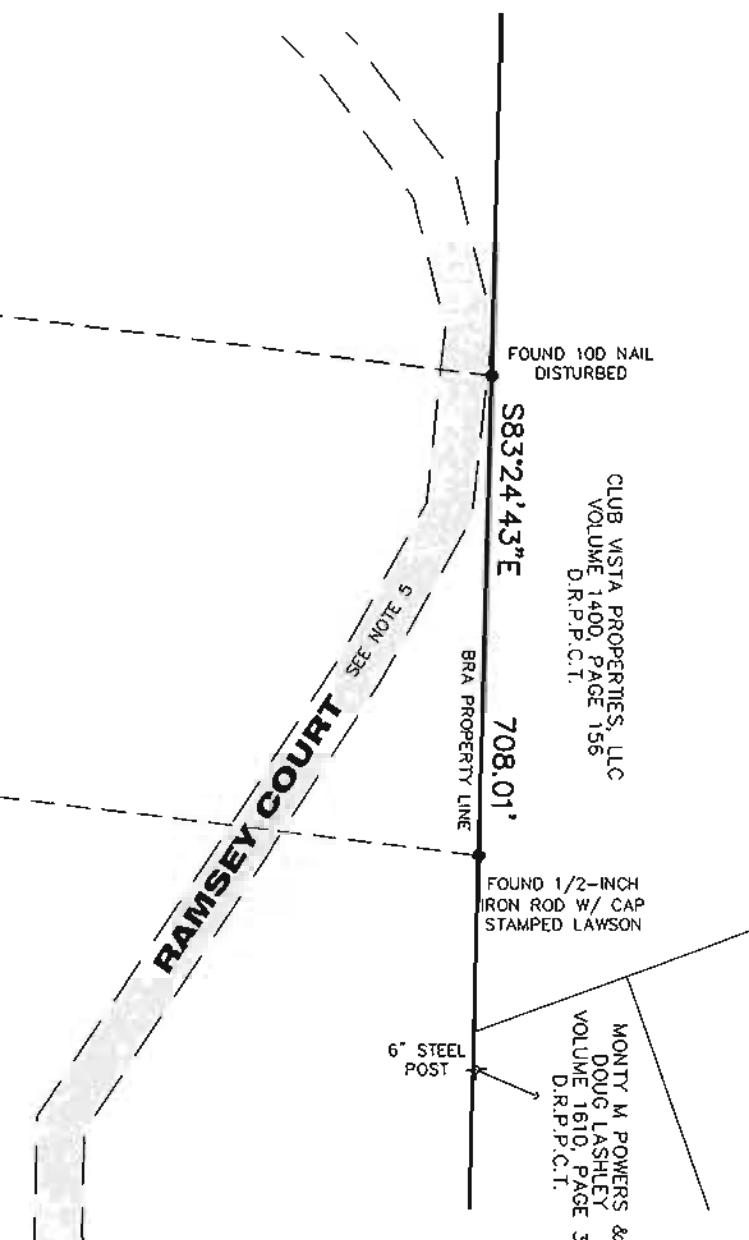 FOUND 10D NAIL
DISTURBED
S83°24'43"E
CLUB VISTA PROPERTIES, LLC
VOLUME 1400, PAGE 156
D.R.P.P.C.T.
SEE NOTE 5
BRA PROPERTY LINE
708.01'
RAMSEY COURT
FOUND 1/2-INCH
IRON ROD W/ CAP
STAMPED LAWSON
6" STEEL
POST
MONTY M POWERS &
DOUG LASHLEY
VOLUME 1610, PAGE 3
D.R.P.P.C.T.